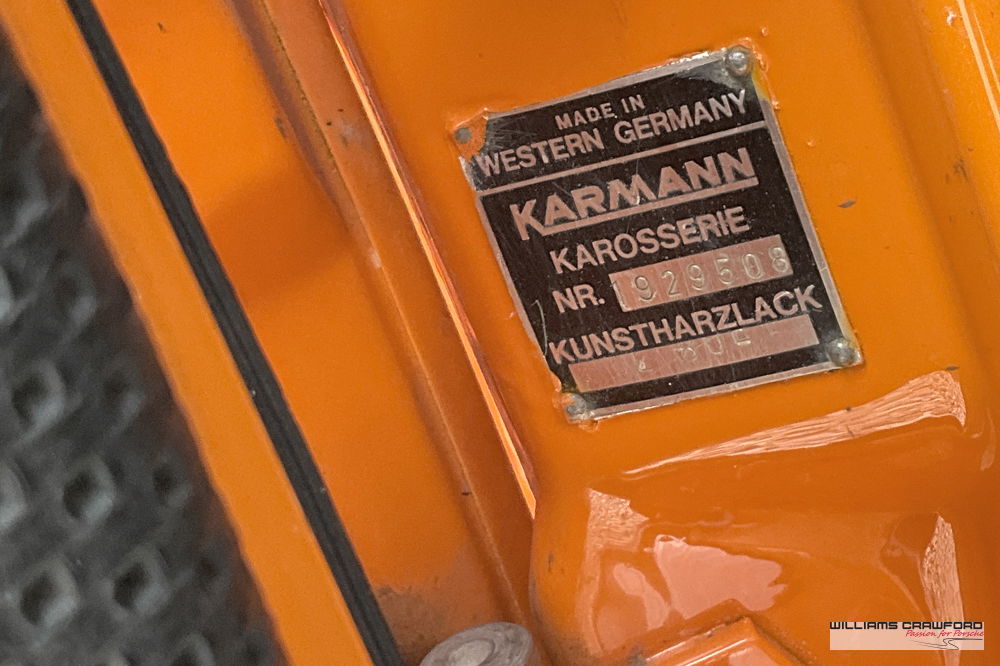 MADE IN
WESTERN GERMANY
KARMANN
KAROSSERIE
NR. 1929508
KUNSTHARZLACK
WILLIAMS CRAWFORD
Passion for Porsche